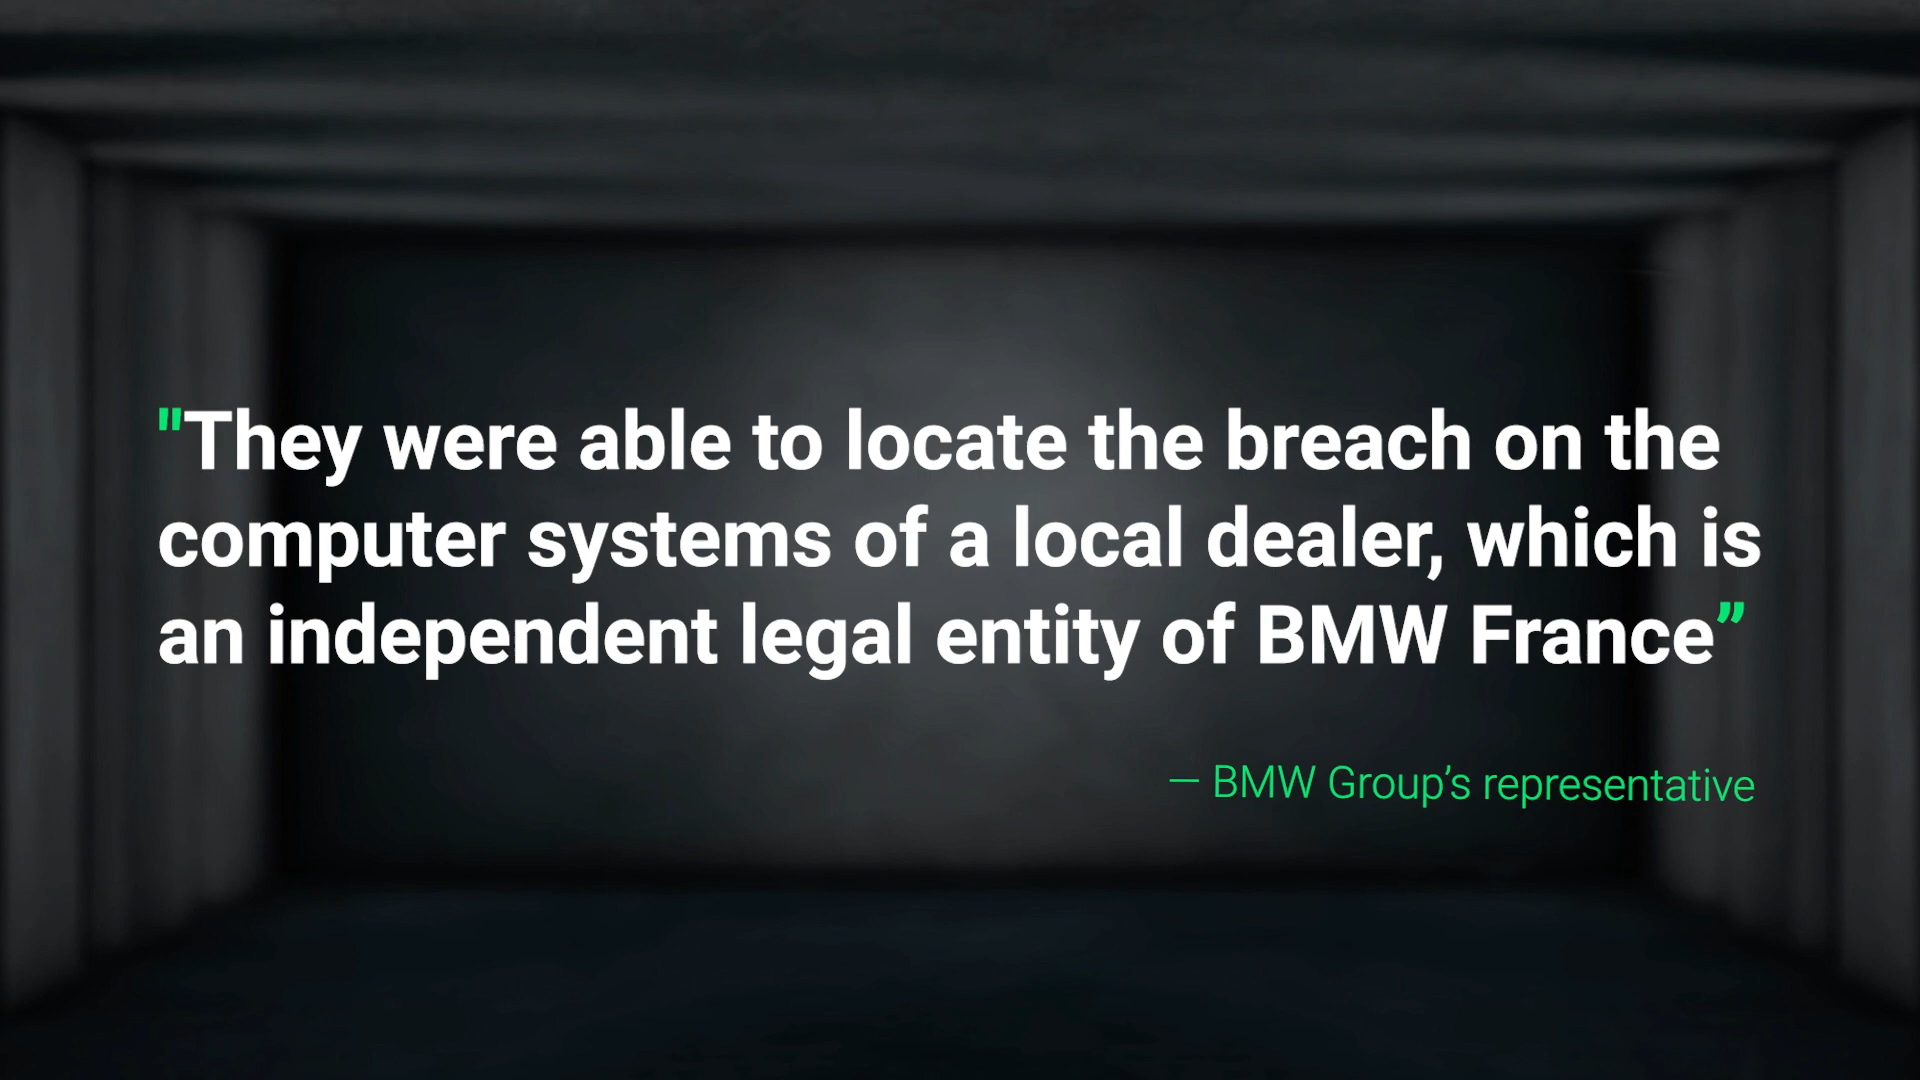 "They were able to locate the breach on the
computer systems of a local dealer, which is
an independent legal entity of BMW France”
— BMW Group’s representative